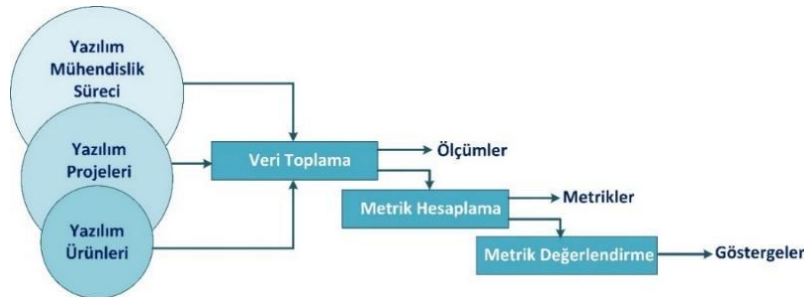 Yazılım
Mühendislik
Süreci
Yazılım
Projeleri
Yazılım
Ürünleri
Veri Toplama
Ölçümler
Metrik Hesaplama
Metrikler
Metrik Değerlendirme
Göstergeler